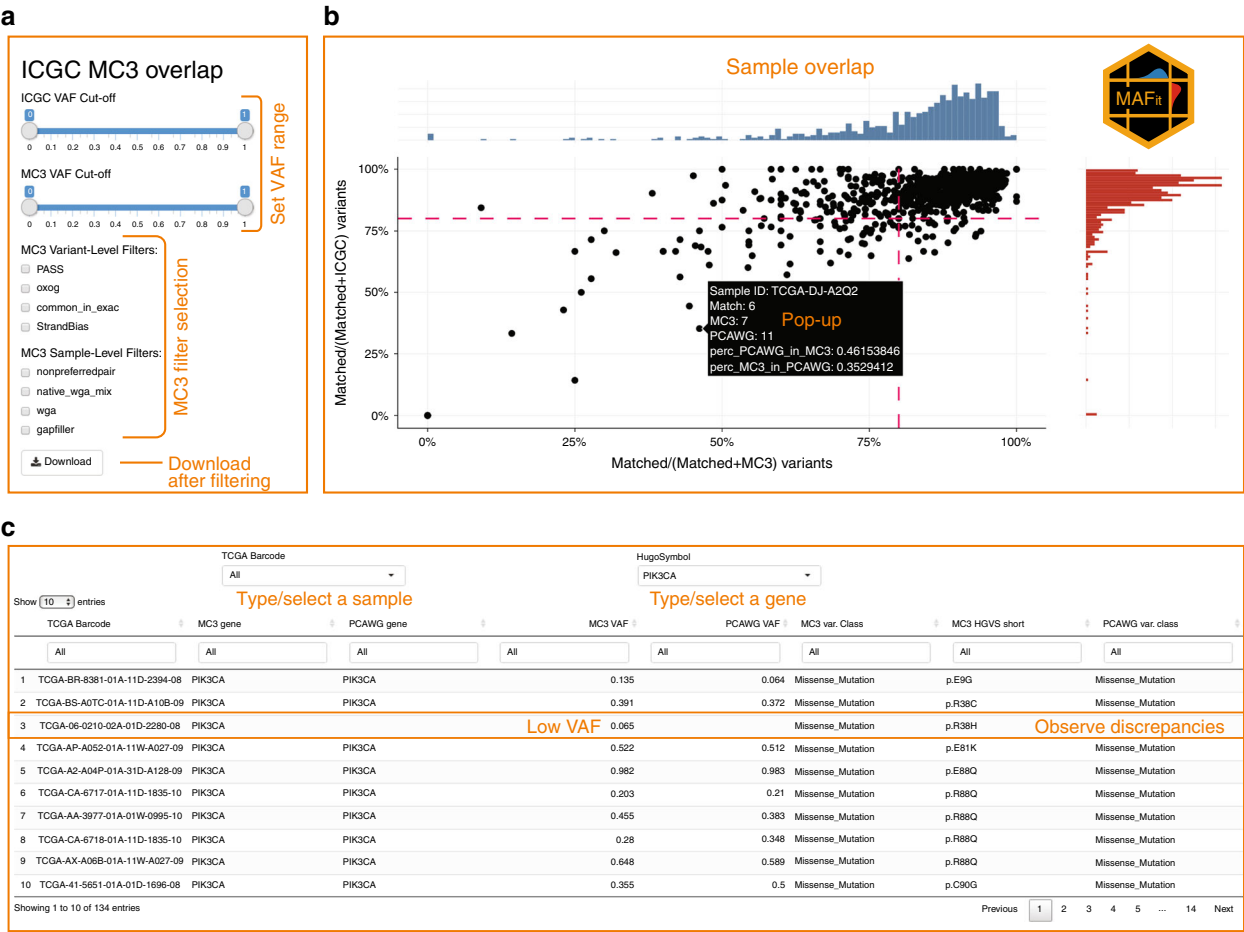 a
ICGC MC3 overlap
ICGC VAF Cut-off
0 1
0 0.1 0.2 0.3 0.4 0.5 0.6 0.7 0.8 0.9 1
MC3 VAF Cut-off
0 1
0 0.1 0.2 0.3 0.4 0.5 0.6 0.7 0.8 0.9 1
Set VAF range
MC3 Variant-Level Filters:
PASS
oxog
common_in_exac
StrandBias
MC3 Sample-Level Filters:
nonpreferredpair
native_wga_mix
wga
gapfiller
MC3 filter selection
Download
Download
after filtering
b
Sample overlap
MAFit
Matched/(Matched+ICGC) variants
100%
75%
50%
25%
0%
Sample ID: TCGA-DJ-A2Q2
Match: 6
MC3: 7
PCAWG: 11
perc_PCAWG_in_MC3: 0.46153846
perc_MC3_in_PCAWG: 0.3529412
Pop-up
0% 25% 50% 75% 100%
Matched/(Matched+MC3) variants
c
TCGA Barcode HugoSymbol
All PIK3CA
Type/select a sample Type/select a gene
Show 10 entries
TCGA Barcode MC3 gene PCAWG gene MC3 VAF PCAWG VAF MC3 var. Class MC3 HGVS short PCAWG var. class
All All All All All All All All
1 TCGA-BR-8381-01A-11D-2394-08 PIK3CA PIK3CA 0.135 0.064 Missense_Mutation p.E9G Missense_Mutation
2 TCGA-BS-A0TC-01A-11D-A10B-09 PIK3CA PIK3CA 0.391 0.372 Missense_Mutation p.R38C Missense_Mutation
3 TCGA-06-0210-02A-01D-2280-08 PIK3CA Low VAF 0.065 Missense_Mutation p.R38H Observe discrepancies
4 TCGA-AP-A052-01A-11W-A027-09 PIK3CA PIK3CA 0.522 0.512 Missense_Mutation p.E81K Missense_Mutation
5 TCGA-A2-A04P-01A-31D-A128-09 PIK3CA PIK3CA 0.982 0.983 Missense_Mutation p.E88Q Missense_Mutation
6 TCGA-CA-6717-01A-11D-1835-10 PIK3CA PIK3CA 0.203 0.21 Missense_Mutation p.R88Q Missense_Mutation
7 TCGA-AA-3977-01A-01W-0995-10 PIK3CA PIK3CA 0.455 0.383 Missense_Mutation p.R88Q Missense_Mutation
8 TCGA-CA-6718-01A-11D-1835-10 PIK3CA PIK3CA 0.28 0.348 Missense_Mutation p.R88Q Missense_Mutation
9 TCGA-AX-A06B-01A-11W-A027-09 PIK3CA PIK3CA 0.648 0.589 Missense_Mutation p.R88Q Missense_Mutation
10 TCGA-41-5651-01A-01D-1696-08 PIK3CA PIK3CA 0.355 0.5 Missense_Mutation p.C90G Missense_Mutation
Showing 1 to 10 of 134 entries Previous 1 2 3 4 5 ... 14 Next